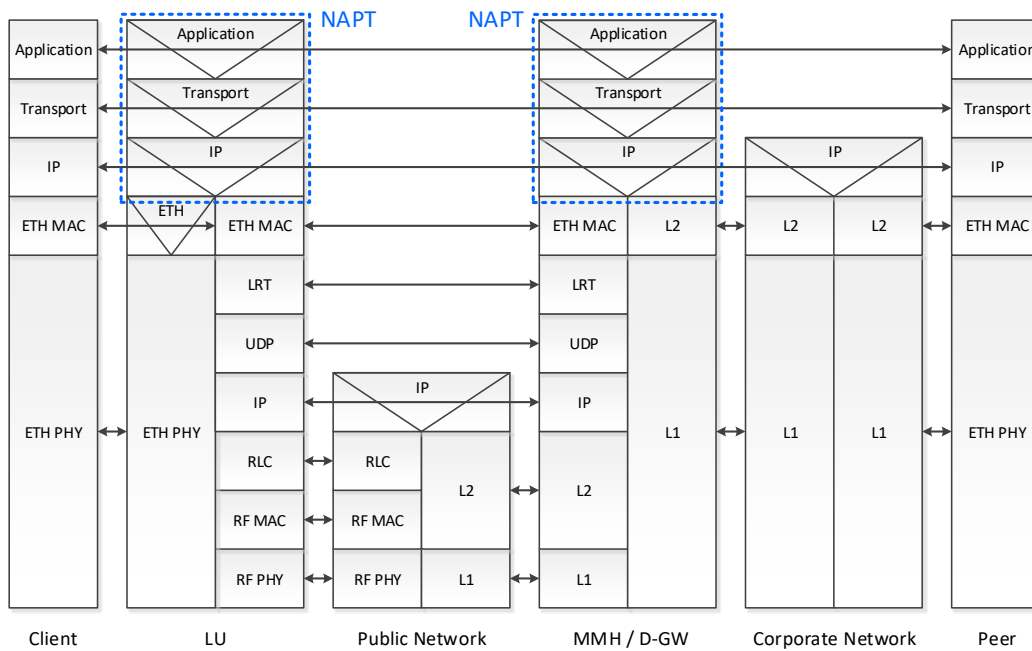 NAPT NAPT
Application Application Application Application
Transport Transport Transport Transport
IP IP IP IP IP
ETH MAC ETH ETH MAC ETH MAC L2 L2 L2 ETH MAC
LRT LRT
UDP UDP
IP IP IP
ETH PHY ETH PHY L1 L1 L1 ETH PHY
RLC RLC
L2 L2
RF MAC RF MAC
RF PHY RF PHY L1 L1
Client LU Public Network MMH / D-GW Corporate Network Peer